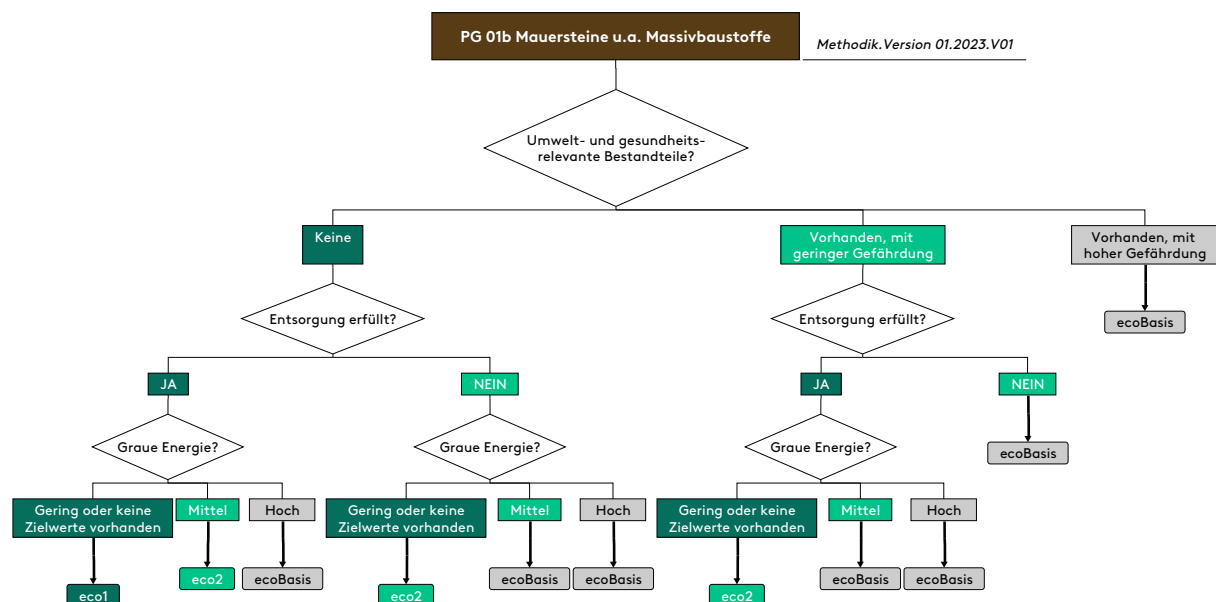 PG 01b Mauersteine u.a. Massivbaustoffe
Methodik.Version 01.2023.V01
Umwelt- und gesundheits-
relevante Bestandteile?
Keine
Vorhanden, mit
geringer Gefährdung
Vorhanden, mit
hoher Gefährdung
Entsorgung erfüllt?
Entsorgung erfüllt?
ecoBasis
JA
NEIN
JA
NEIN
Graue Energie?
Graue Energie?
Graue Energie?
ecoBasis
Gering oder keine
Zielwerte vorhanden
Mittel
Hoch
Gering oder keine
Zielwerte vorhanden
Mittel
Hoch
Gering oder keine
Zielwerte vorhanden
Mittel
Hoch
eco1
eco2
ecoBasis
eco2
ecoBasis
ecoBasis
eco2
ecoBasis
ecoBasis